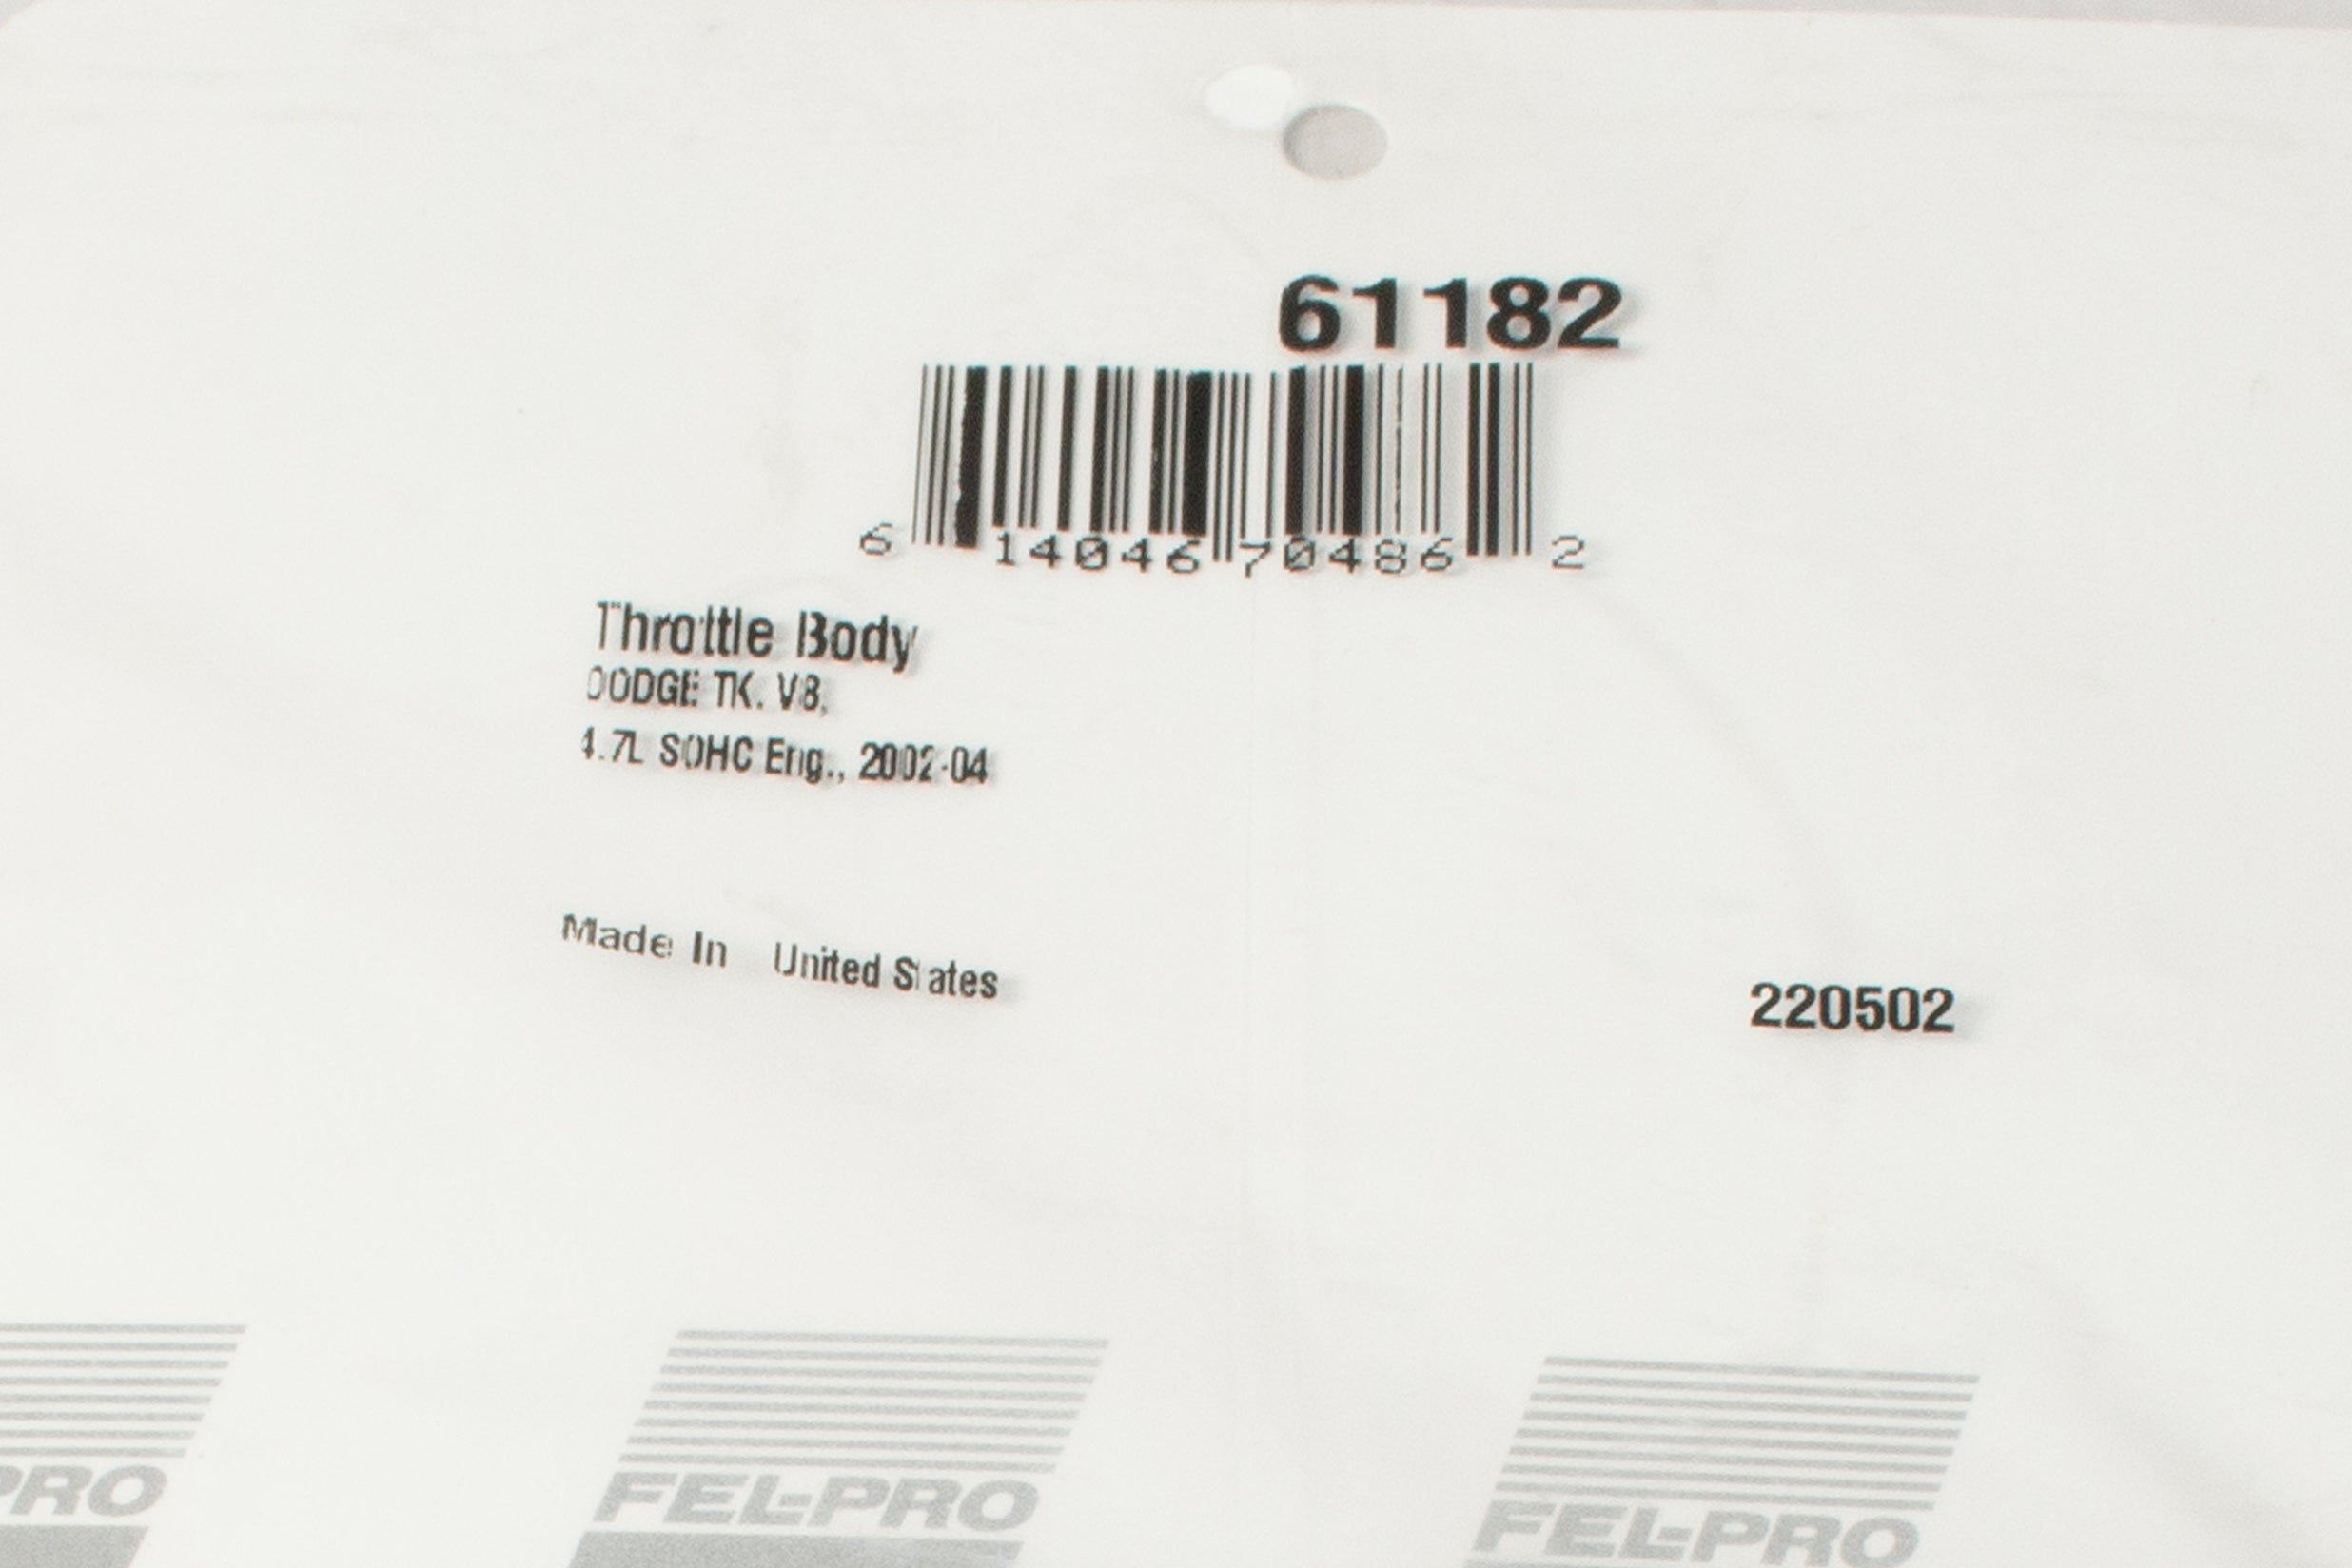 61182
6 14046 70486 2
Throttle Body
DODGE TK. V8,
4.7L SOHC Eng., 2002-04
Made In United States
220502
PRO FEL-PRO FEL-PRO